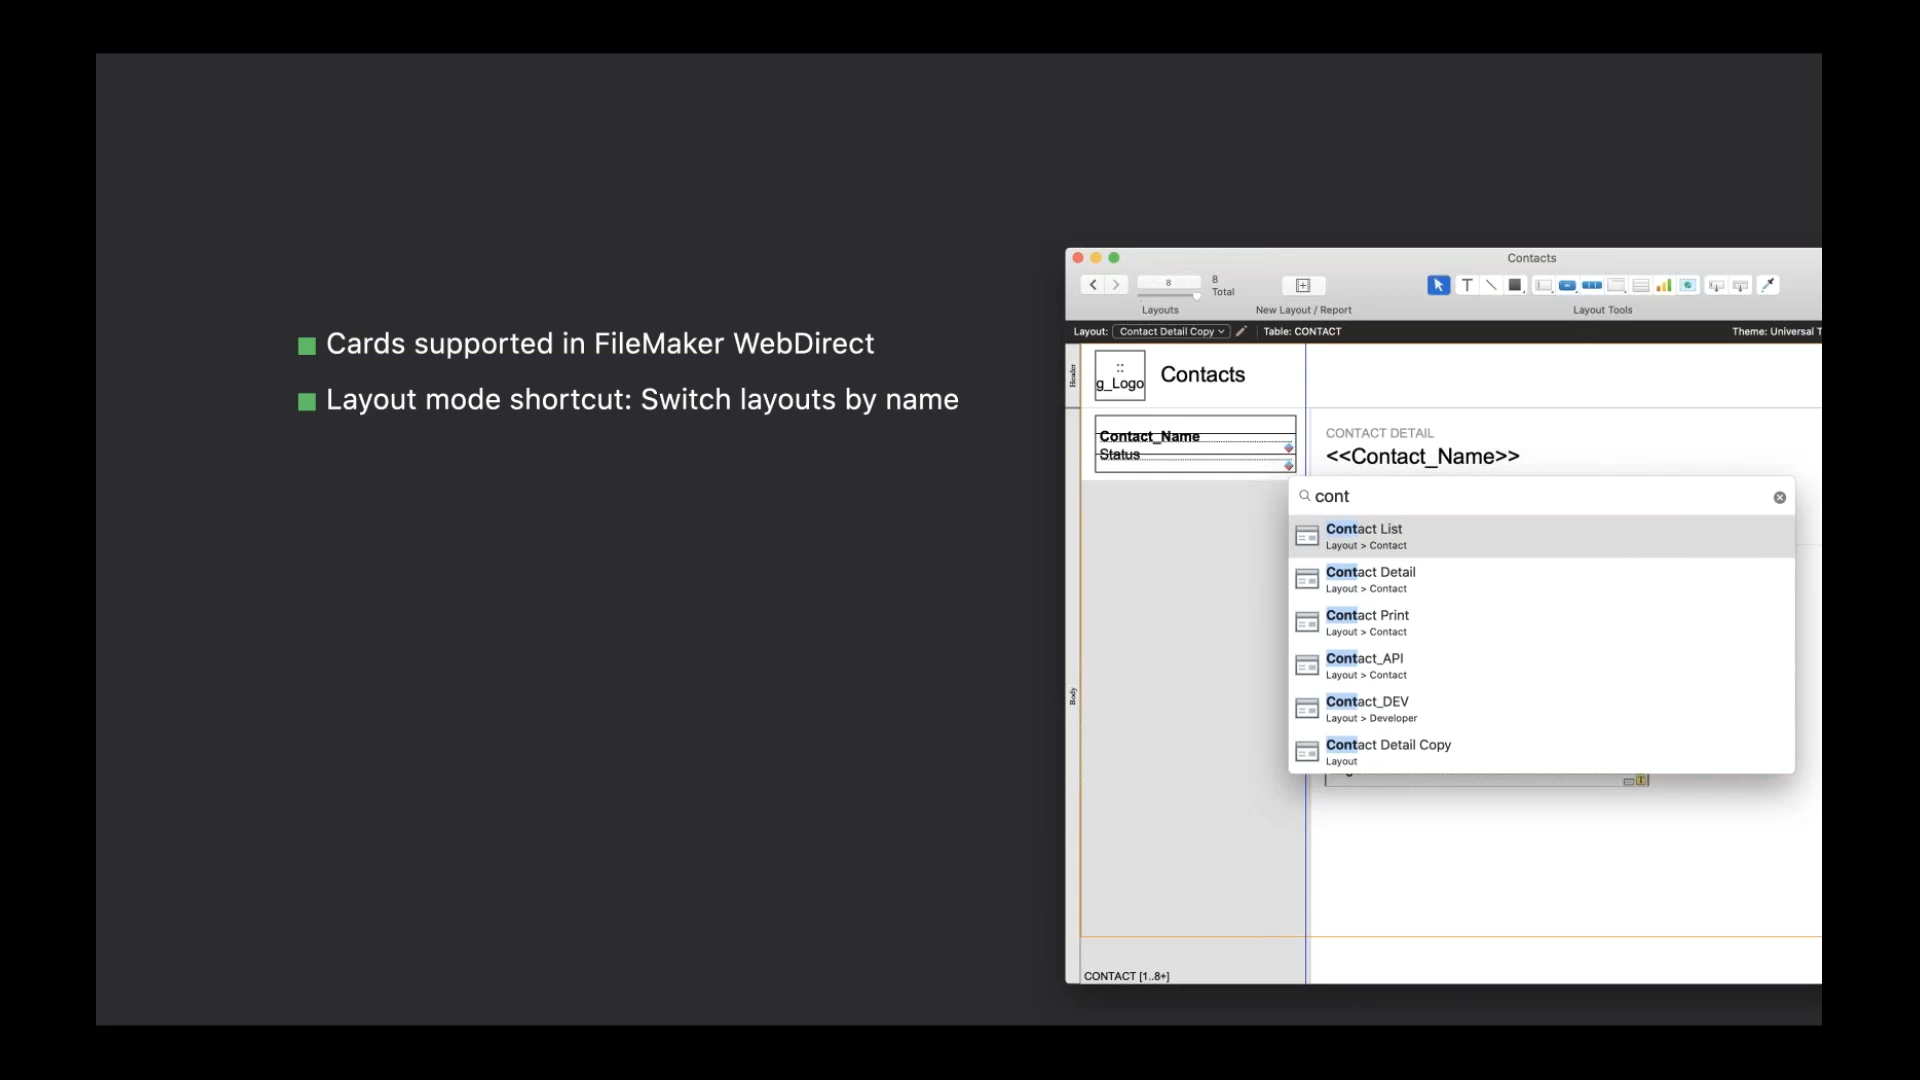 Cards supported in FileMaker WebDirect
Layout mode shortcut: Switch layouts by name
Contacts
8
8
Total
Layouts
New Layout / Report
Layout Tools
Layout: Contact Detail Copy
Table: CONTACT
Theme: Universal T
Header
::
g_Logo
Contacts
Contact_Name
Status
CONTACT DETAIL
<<Contact_Name>>
cont
Contact List
Layout > Contact
Contact Detail
Layout > Contact
Contact Print
Layout > Contact
Contact_API
Layout > Contact
Contact_DEV
Layout > Developer
Contact Detail Copy
Layout
Body
T
CONTACT [1..8+]